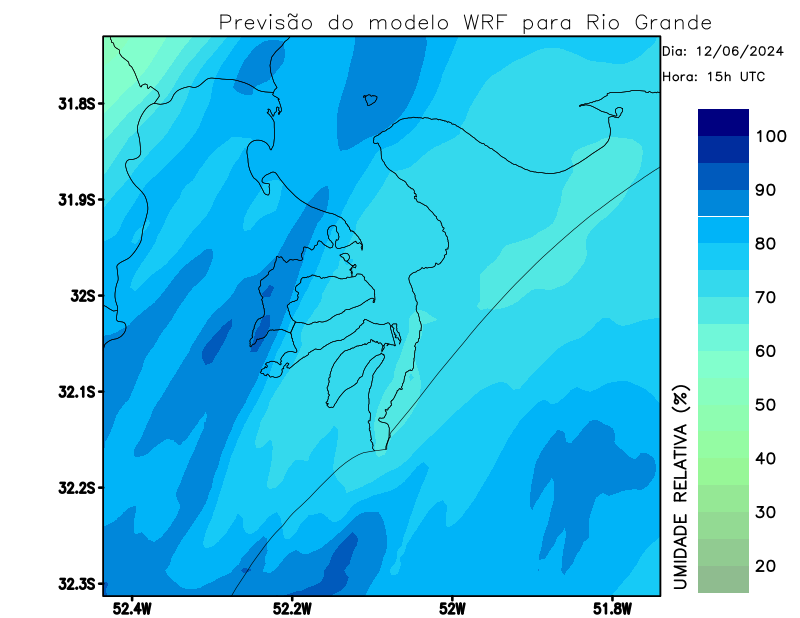 Previsão do modelo WRF para Rio Grande
Dia: 12/06/2024
Hora: 15h UTC
31.8S
31.9S
32S
32.1S
32.2S
32.3S
52.4W
52.2W
52W
51.8W
100
90
80
70
60
50
40
30
20
UMIDADE RELATIVA (%)